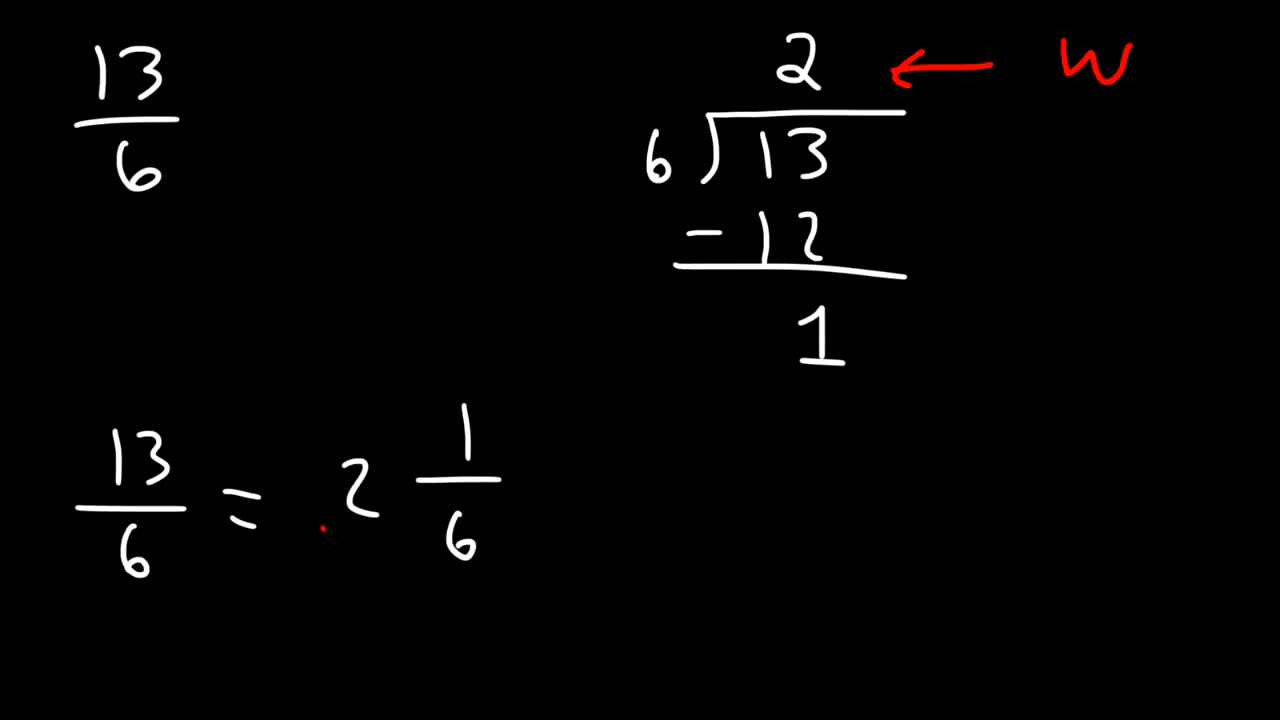 13/6
2 ← W
6)13
-12
1
13/6 = 2 1/6